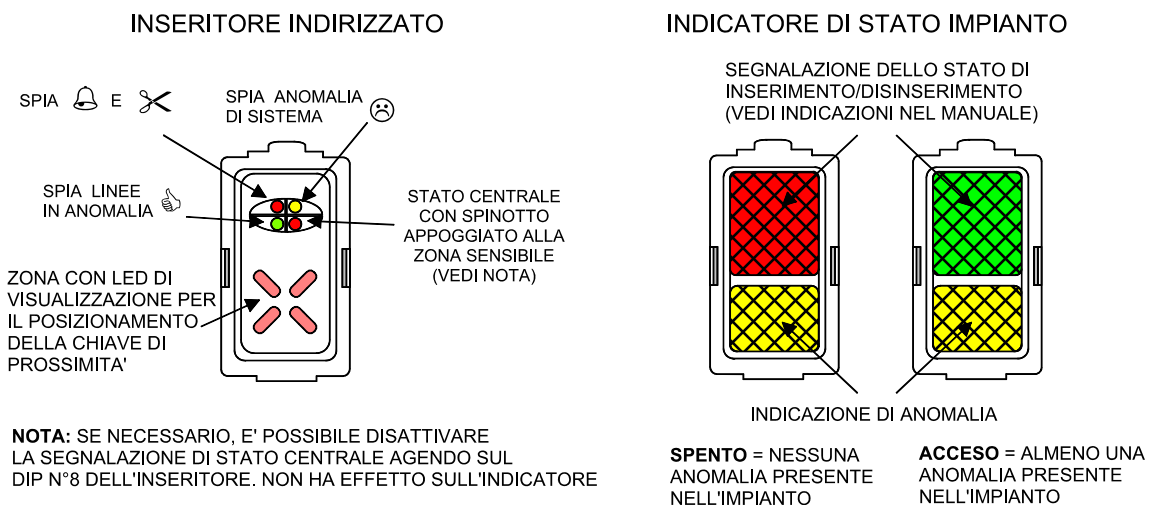 INSERITORE INDIRIZZATO
SPIA E
SPIA ANOMALIA
DI SISTEMA
SPIA LINEE
IN ANOMALIA
STATO CENTRALE
CON SPINOTTO
APPOGGIATO ALLA
ZONA SENSIBILE
(VEDI NOTA)
ZONA CON LED DI
VISUALIZZAZIONE PER
IL POSIZIONAMENTO
DELLA CHIAVE DI
PROSSIMITA'
NOTA: SE NECESSARIO, E' POSSIBILE DISATTIVARE
LA SEGNALAZIONE DI STATO CENTRALE AGENDO SUL
DIP N°8 DELL'INSERITORE. NON HA EFFETTO SULL'INDICATORE
INDICATORE DI STATO IMPIANTO
SEGNALAZIONE DELLO STATO DI
INSERIMENTO/DISINSERIMENTO
(VEDI INDICAZIONI NEL MANUALE)
INDICAZIONE DI ANOMALIA
SPENTO = NESSUNA
ANOMALIA PRESENTE
NELL'IMPIANTO
ACCESO = ALMENO UNA
ANOMALIA PRESENTE
NELL'IMPIANTO